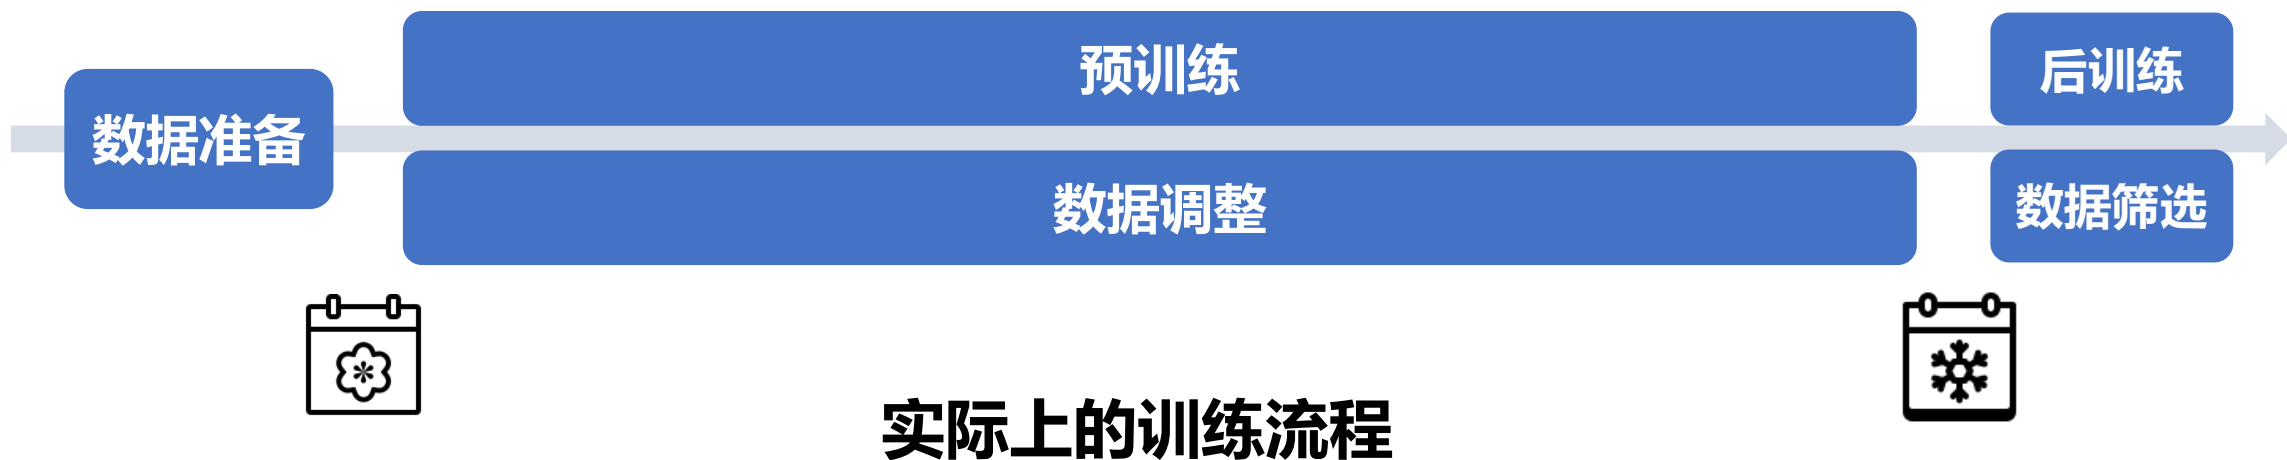 预训练
后训练
数据准备
数据调整
数据筛选
实际上的训练流程